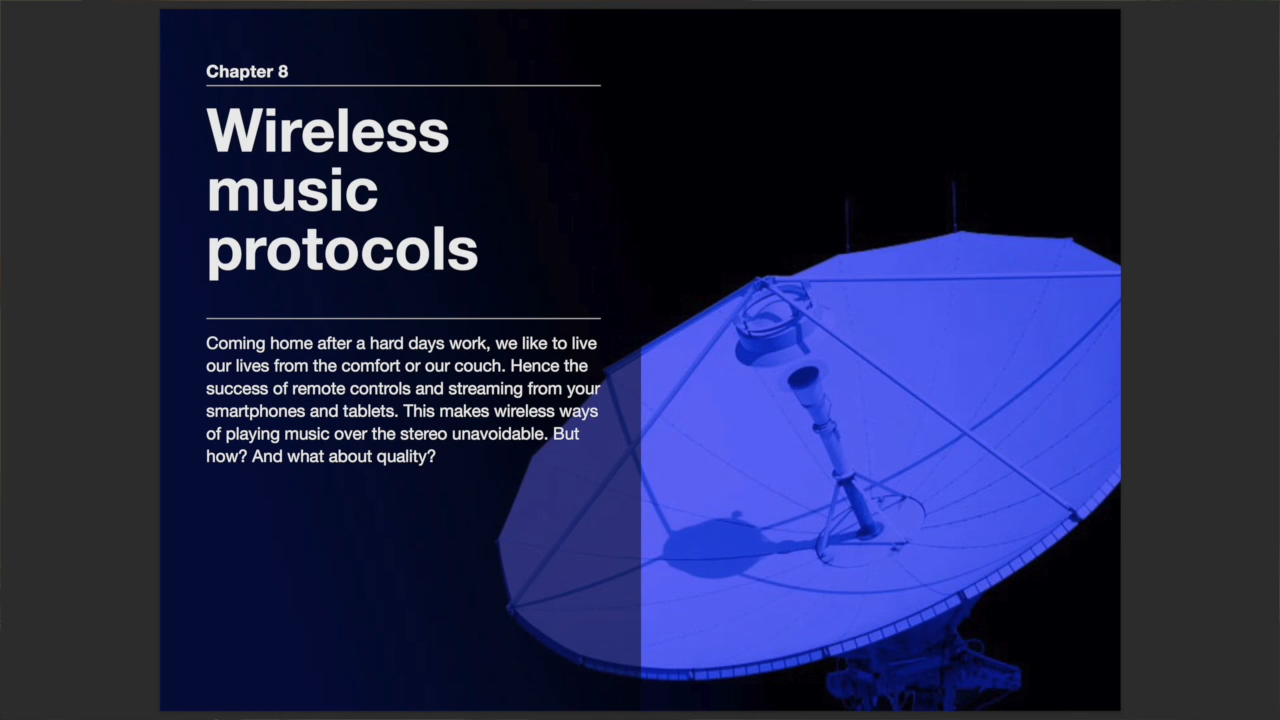 Chapter 8
Wireless
music
protocols
Coming home after a hard days work, we like to live
our lives from the comfort or our couch. Hence the
success of remote controls and streaming from your
smartphones and tablets. This makes wireless ways
of playing music over the stereo unavoidable. But
how? And what about quality?